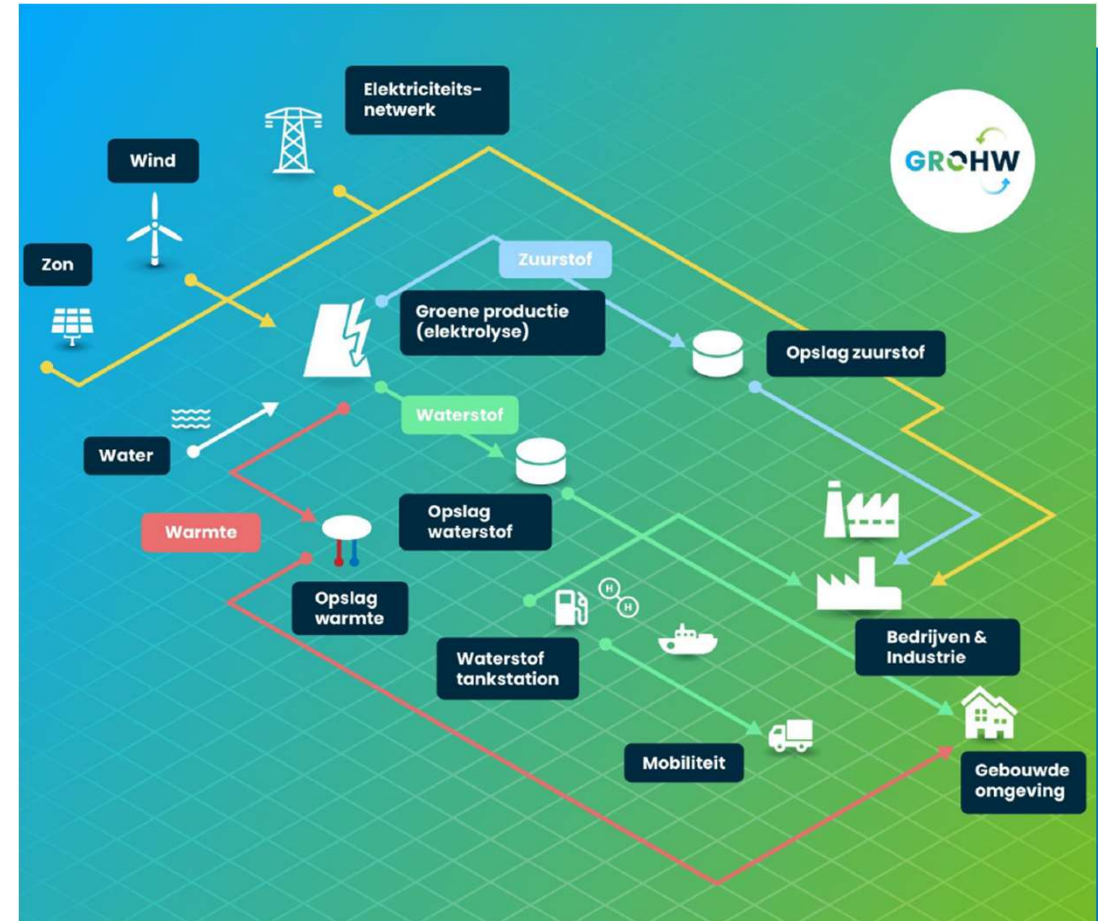 Elektriciteits-
netwerk
Wind
GROHW
Zon
Zuurstof
Groene productie
(elektrolyse)
Opslag zuurstof
Waterstof
Water
Opslag
waterstof
Warmte
Opslag
warmte
H
H
Waterstof
tankstation
Bedrijven &
Industrie
Mobiliteit
Gebouwde
omgeving